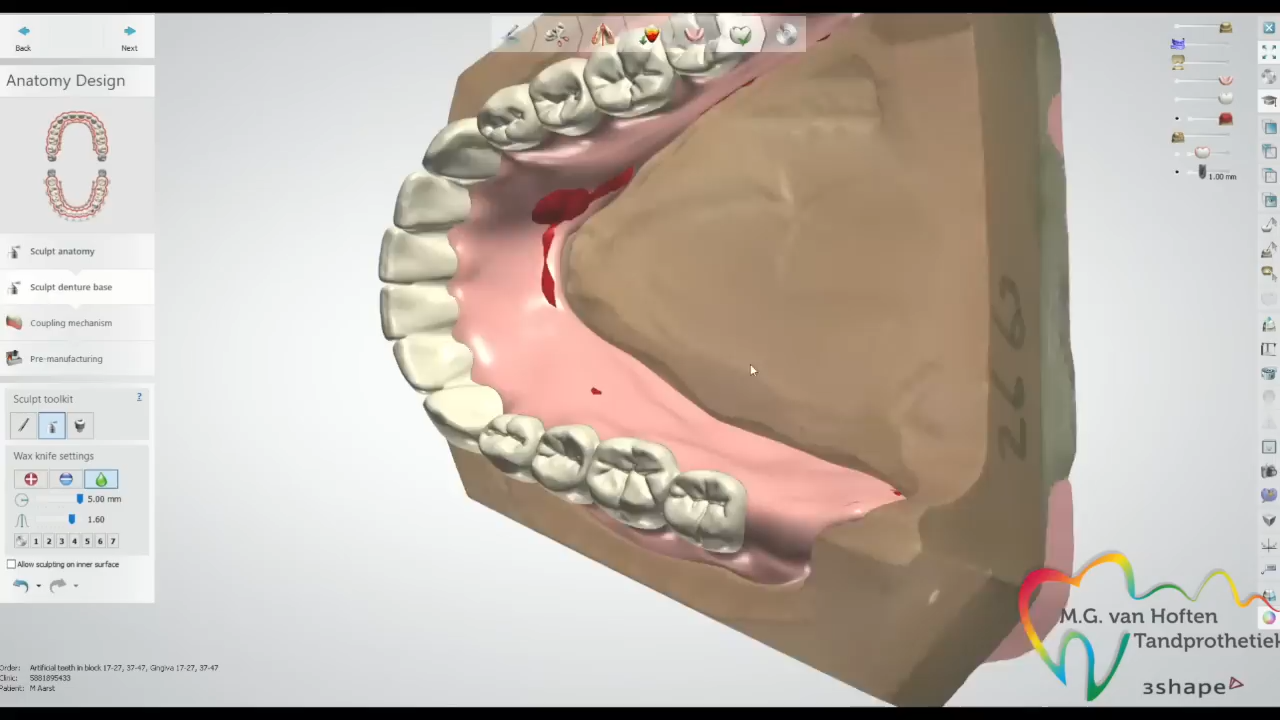 Back
Next
Anatomy Design
Sculpt anatomy
Sculpt denture base
Coupling mechanism
Pre-manufacturing
Sculpt toolkit
?
Wax knife settings
5.00 mm
1.60
1 2 3 4 5 6 7
Allow sculpting on inner surface
Order: Artificial teeth in block 17-27, 37-47, Gingiva 17-27, 37-47
Clinic: 5881895433
Patient: M Aarst
1.00 mm
M.G. van Hoften
Tandprothetiek
3shape